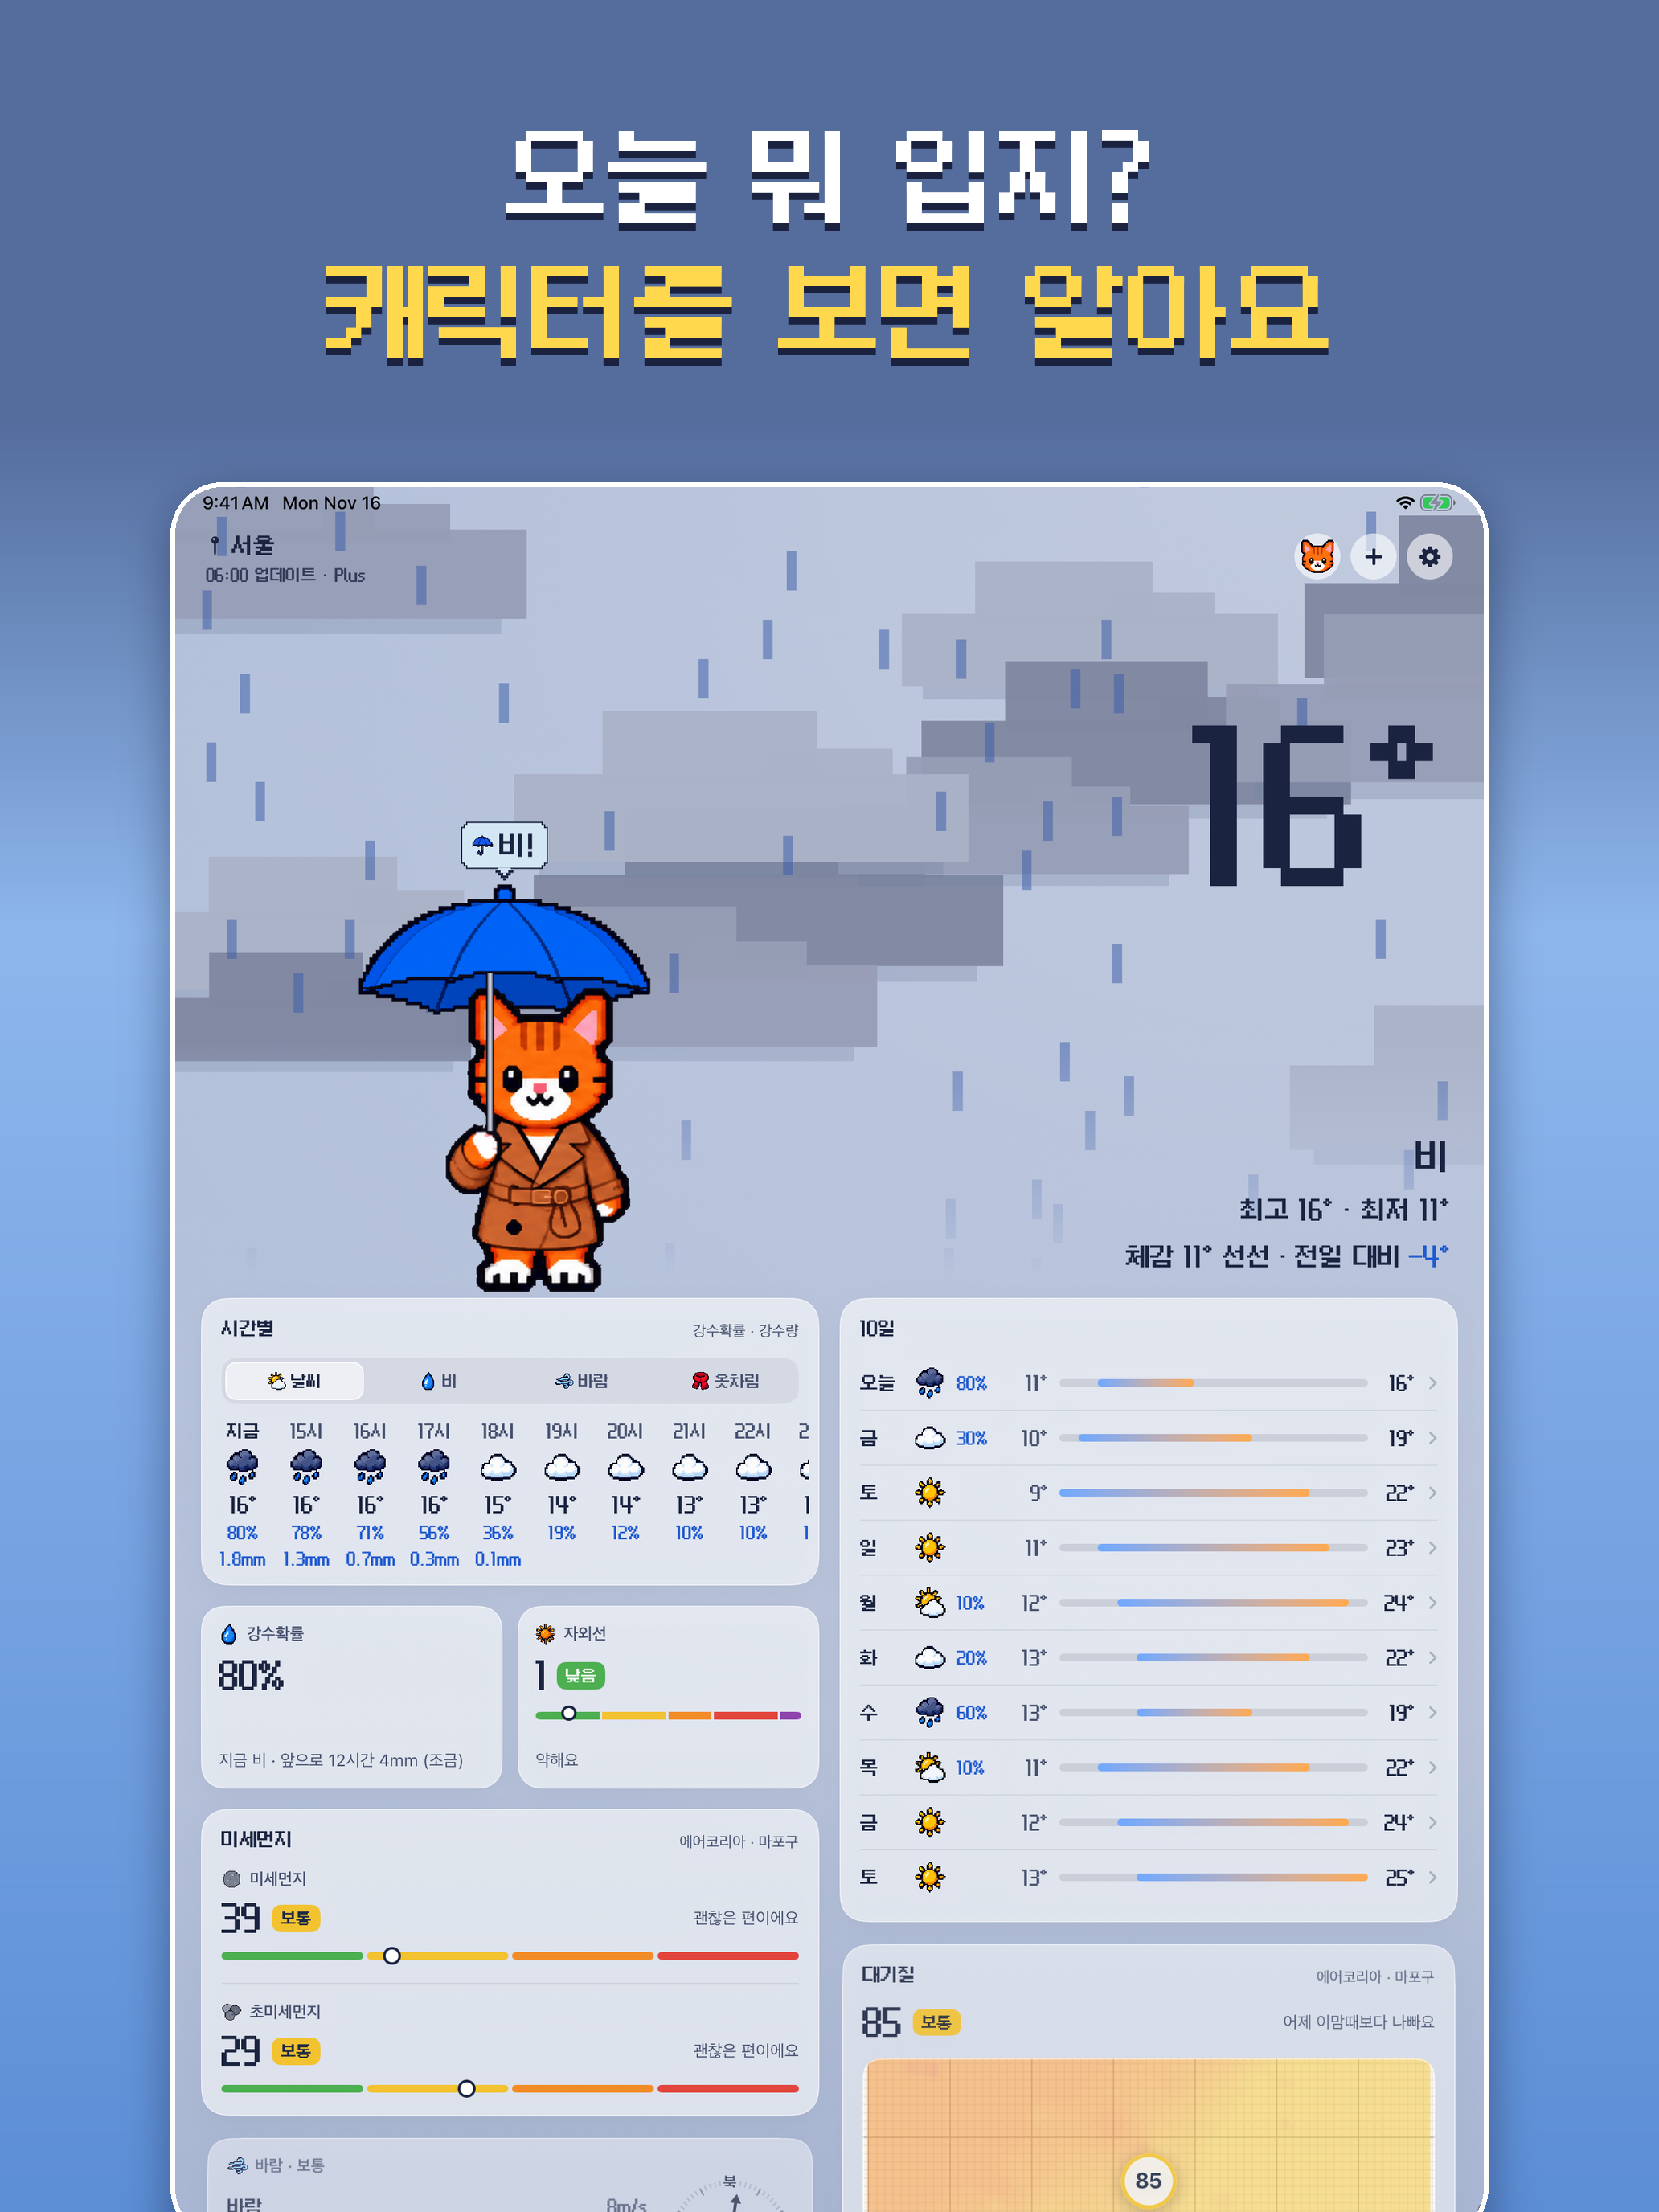 오늘 뭐 입지?
캐릭터를 보면 알아요
9:41 AM Mon Nov 16
서울
06:00 업데이트 · Plus
16°
비!
비
최고 16° · 최저 11°
체감 11° 선선 · 전일 대비 −4°
시간별 강수확률 · 강수량
날씨 비 바람 옷차림
지금 15시 16시 17시 18시 19시 20시 21시 22시
16° 16° 16° 16° 15° 14° 14° 13° 13°
80% 78% 71% 56% 36% 19% 12% 10% 10%
1.8mm 1.3mm 0.7mm 0.3mm 0.1mm
강수확률
80%
지금 비 · 앞으로 12시간 4mm (조금)
자외선
1 낮음
약해요
미세먼지 에어코리아 · 마포구
미세먼지
39 보통 괜찮은 편이에요
초미세먼지
29 보통 괜찮은 편이에요
바람 · 보통
북
바람 8m/s
10일
오늘 80% 11° 16°
금 30% 10° 19°
토 9° 22°
일 11° 23°
월 10% 12° 24°
화 20% 13° 22°
수 60% 13° 19°
목 10% 11° 22°
금 12° 24°
토 13° 25°
대기질 에어코리아 · 마포구
85 보통 어제 이맘때보다 나빠요
85